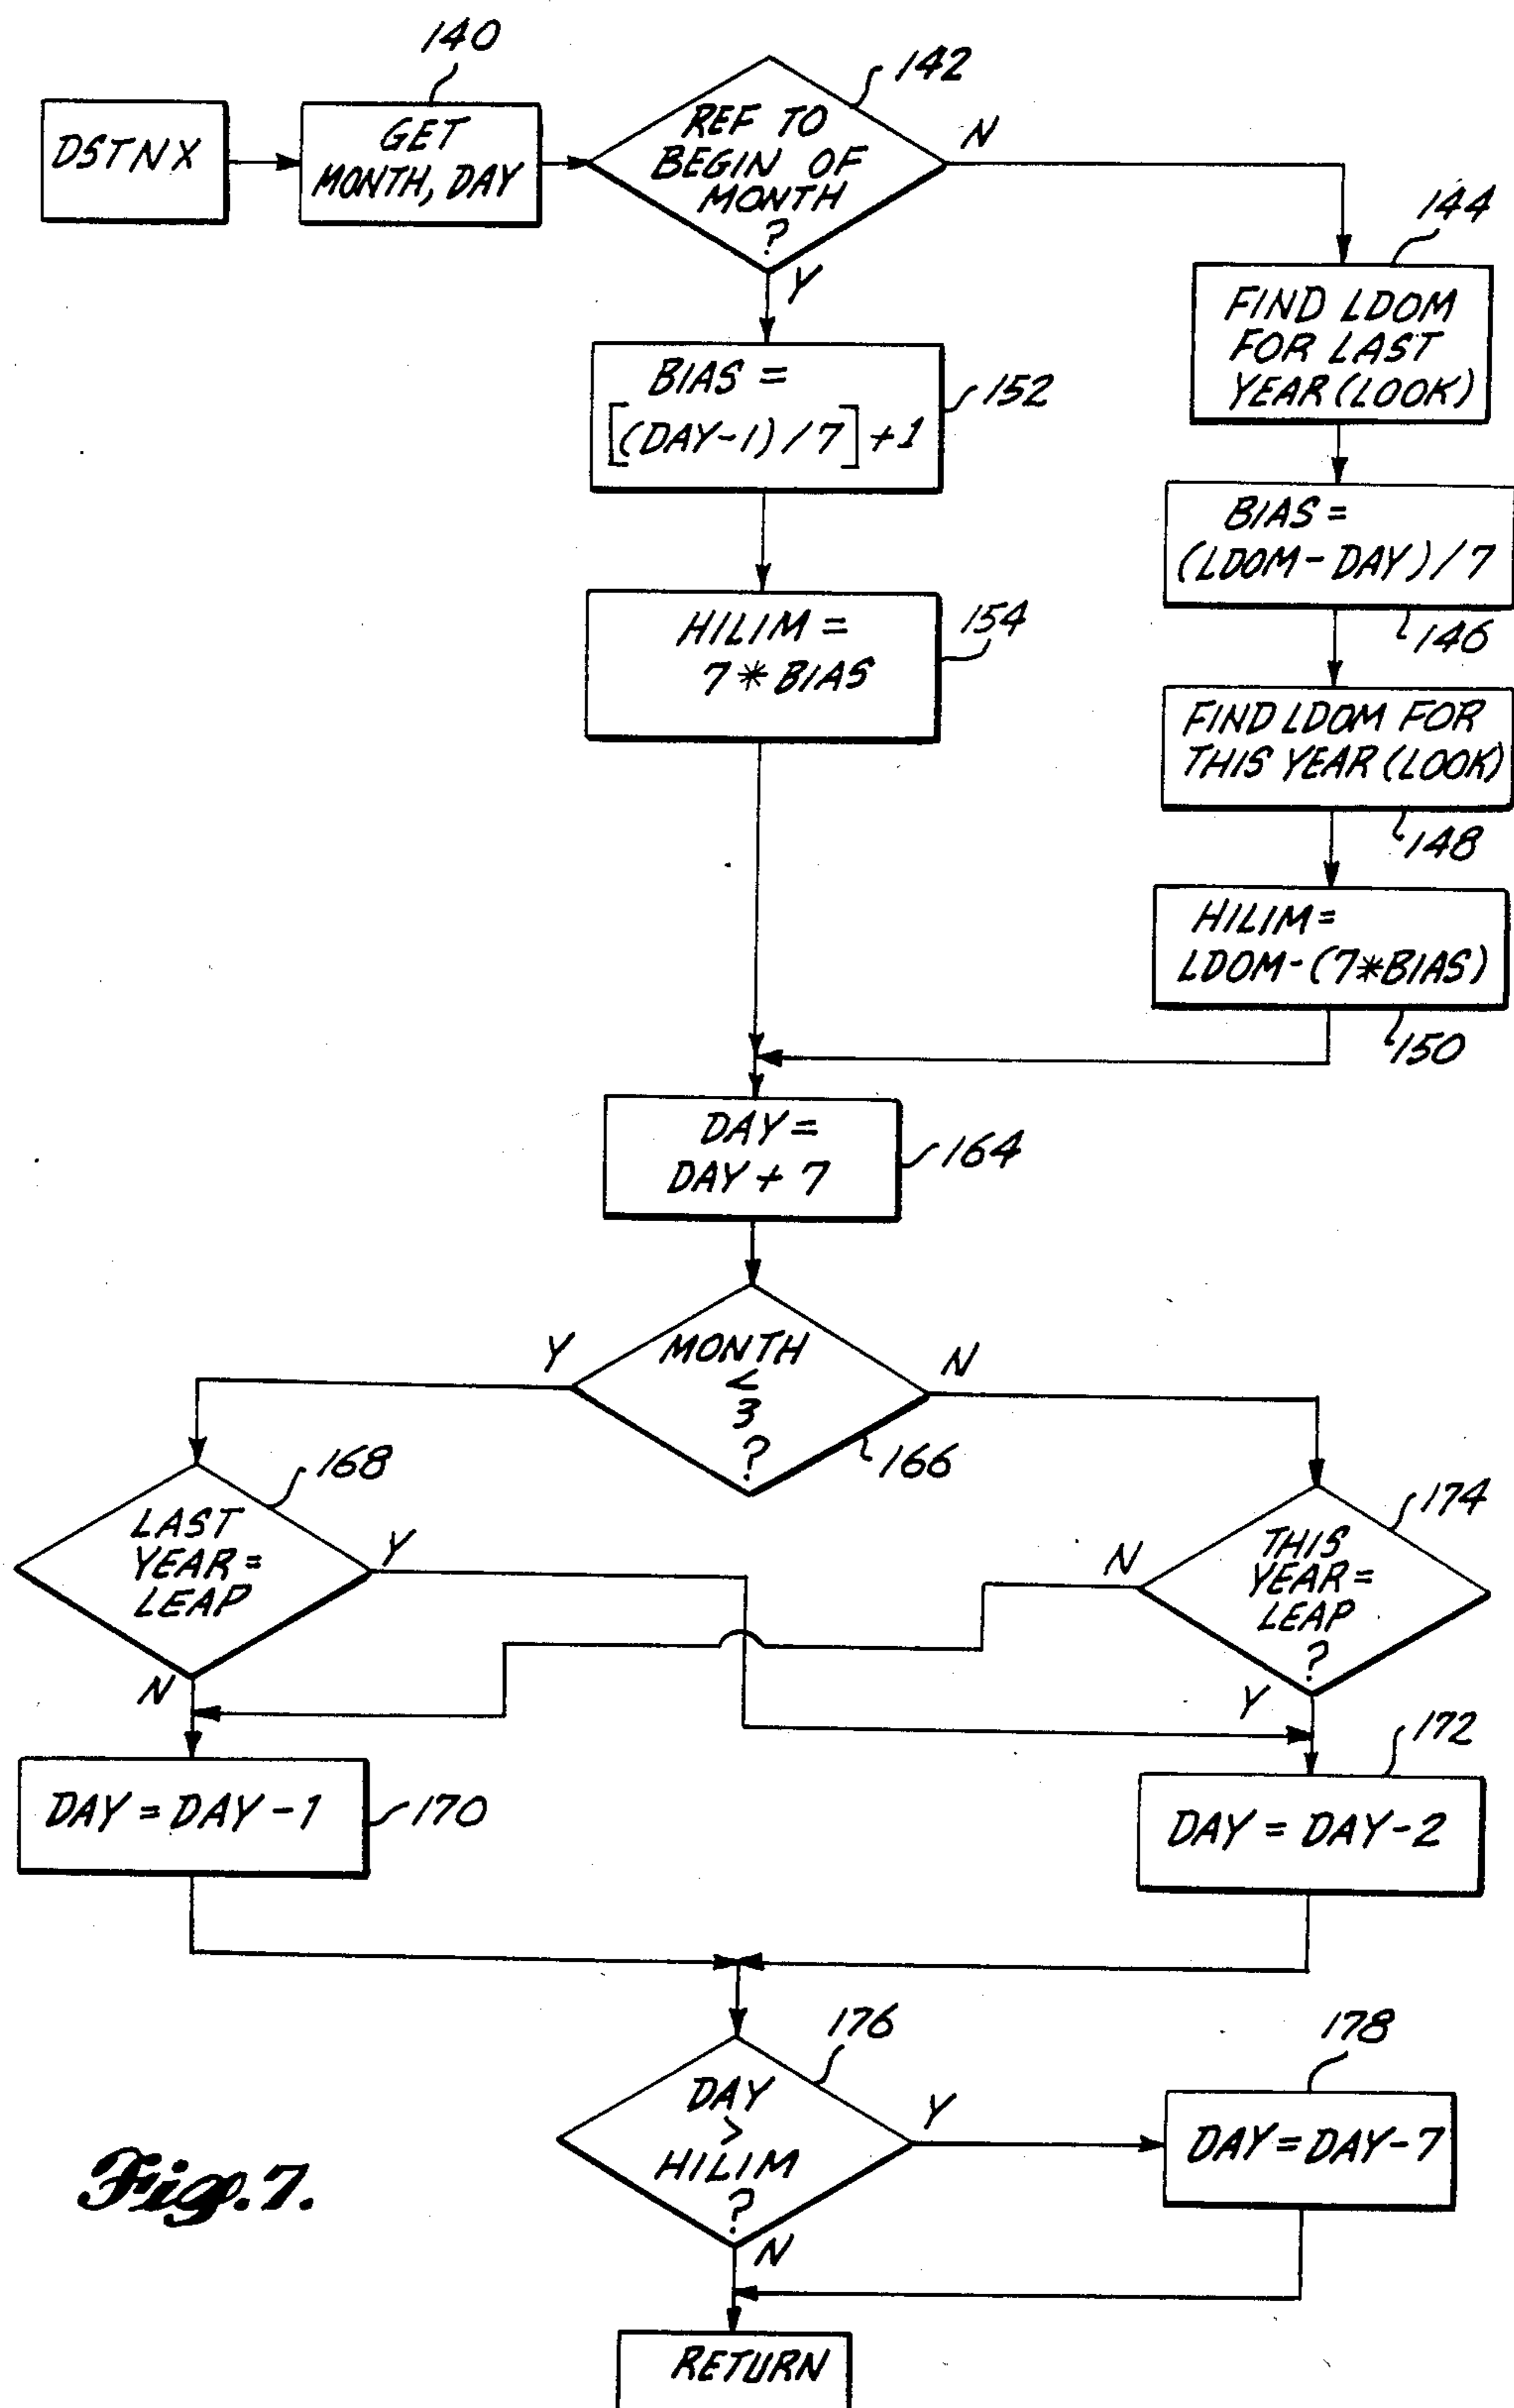 140
DSTNX
GET
MONTH, DAY
142
REF TO
BEGIN OF
MONTH
?
N
Y
144
FIND LDOM
FOR LAST
YEAR (LOOK)
BIAS =
[(DAY-1)/7]+1
152
BIAS =
(LDOM-DAY)/7
146
HILIM =
7*BIAS
154
FIND LDOM FOR
THIS YEAR (LOOK)
148
HILIM=
LDOM-(7*BIAS)
150
DAY =
DAY + 7
164
MONTH
<
3
?
Y
N
166
168
LAST
YEAR=
LEAP
Y
N
174
THIS
YEAR=
LEAP
?
N
Y
DAY = DAY -1
170
172
DAY = DAY-2
176
DAY
>
HILIM
?
Y
N
178
DAY=DAY-7
Fig. 7.
RETURN